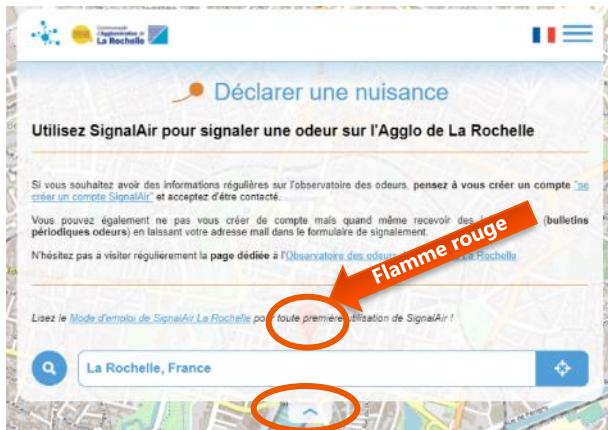 Communauté
d'Agglomération de
La Rochelle
Déclarer une nuisance
Utilisez SignalAir pour signaler une odeur sur l'Agglo de La Rochelle
Si vous souhaitez avoir des informations régulières sur l'observatoire des odeurs, pensez à vous créer un compte "se
créer un compte SignalAir" et acceptez d'être contacté.
Vous pouvez également ne pas vous créer de compte mais quand même recevoir des (bulletins
périodiques odeurs) en laissant votre adresse mail dans le formulaire de signalement.
N'hésitez pas à visiter régulièrement la page dédiée à l'Observatoire des odeurs La Rochelle
Flamme rouge
Lisez le Mode d'emploi de SignalAir La Rochelle pour toute première utilisation de SignalAir !
La Rochelle, France